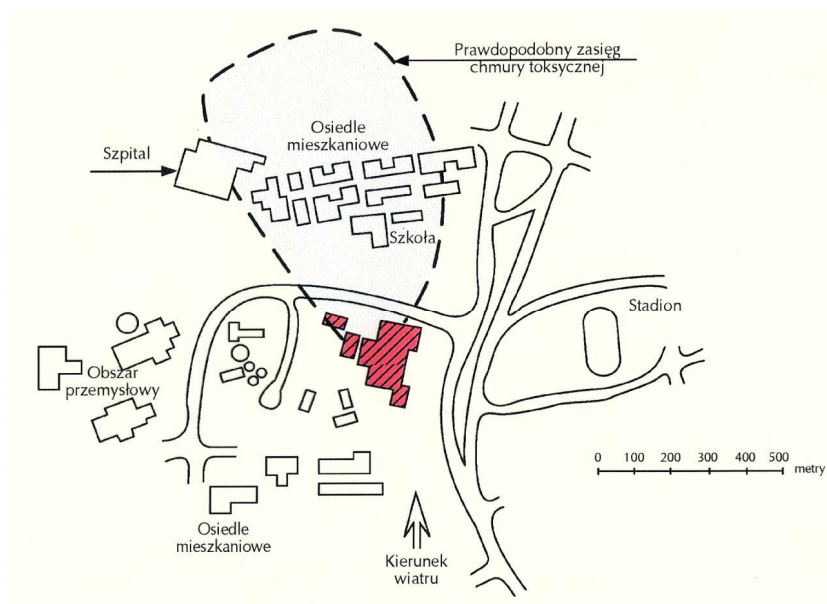 Prawdopodobny zasięg
chmury toksycznej
Osiedle
mieszkaniowe
Szpital
Szkoła
Stadion
Obszar
przemysłowy
0 100 200 300 400 500
metry
Osiedle
mieszkaniowe
Kierunek
wiatru